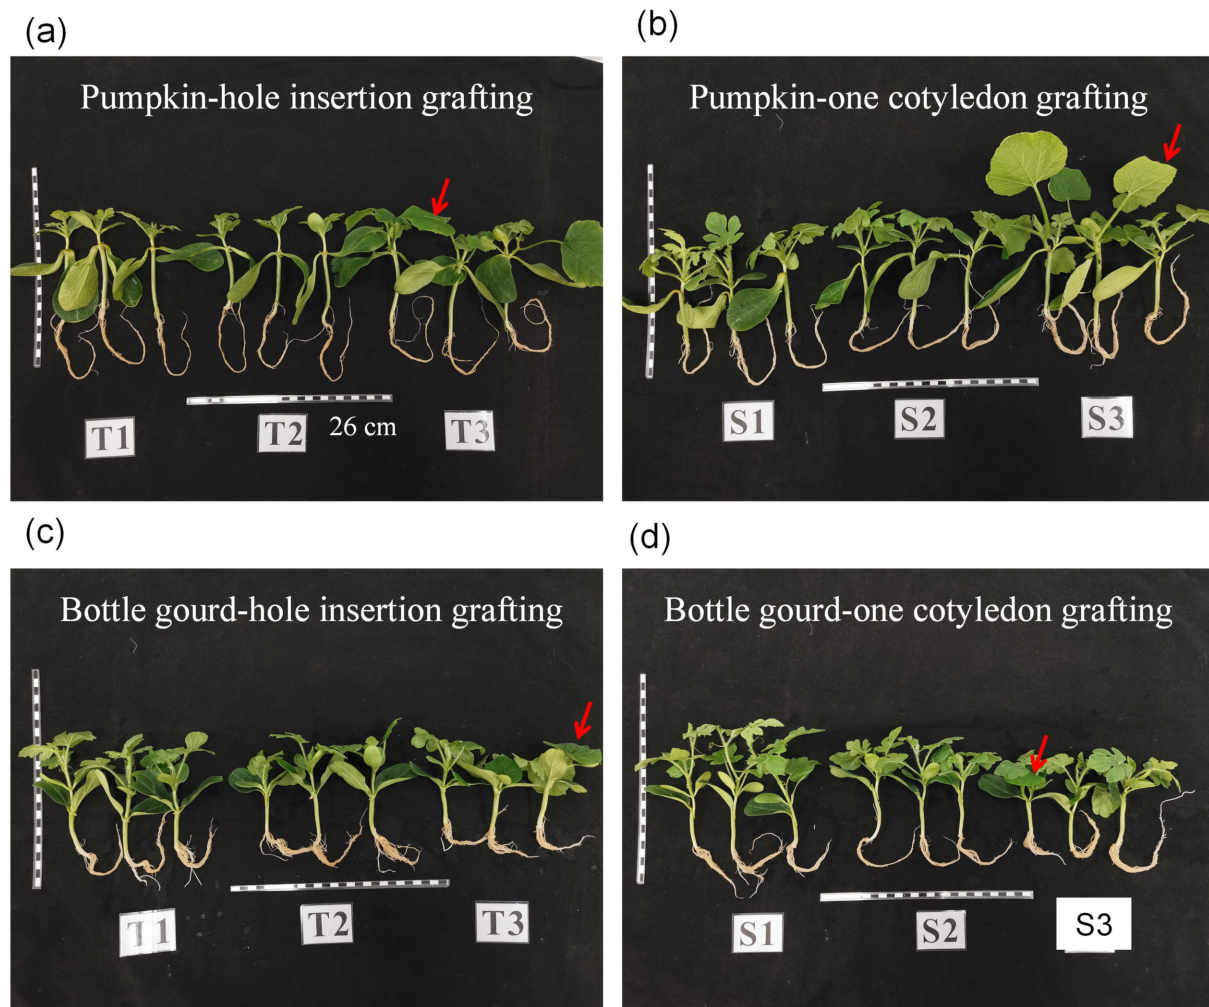 (a)
Pumpkin-hole insertion grafting
T1
T2
26 cm
T3
(b)
Pumpkin-one cotyledon grafting
S1
S2
S3
(c)
Bottle gourd-hole insertion grafting
T1
T2
T3
(d)
Bottle gourd-one cotyledon grafting
S1
S2
S3